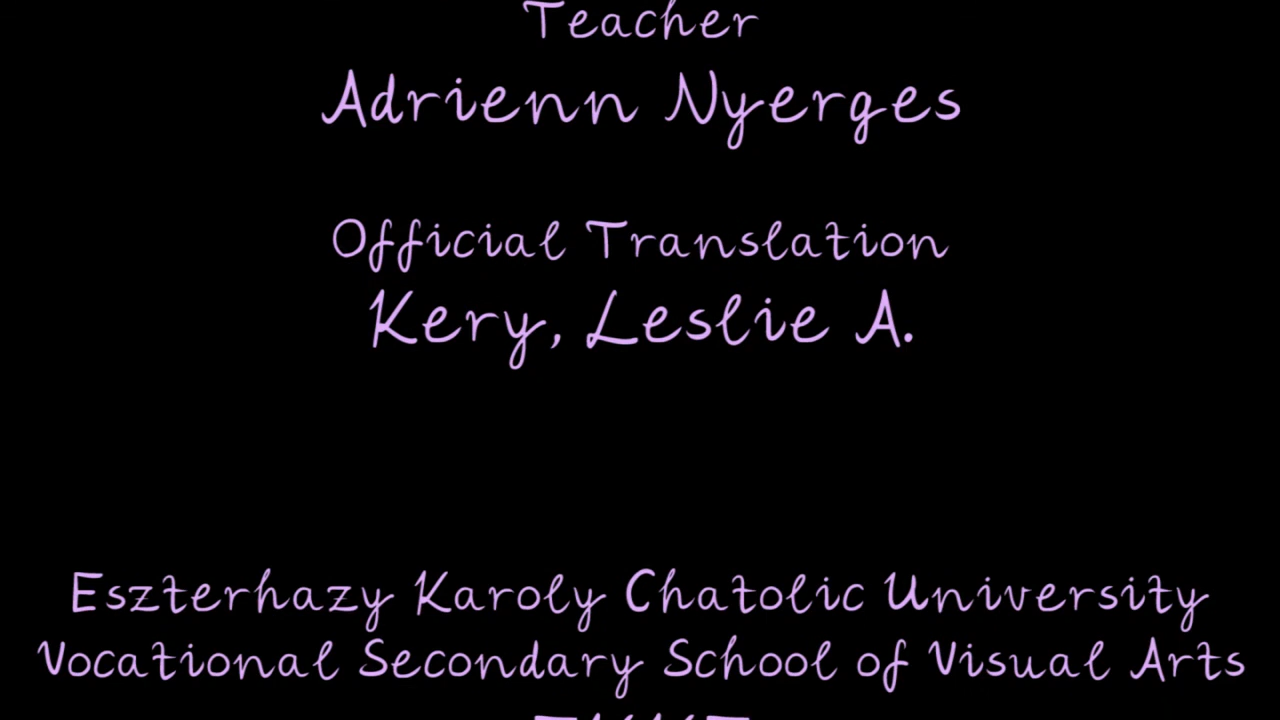 Teacher
Adrienn Nyerges
Official Translation
Kery, Leslie A.
Eszterhazy Karoly Chatolic University
Vocational Secondary School of Visual Arts